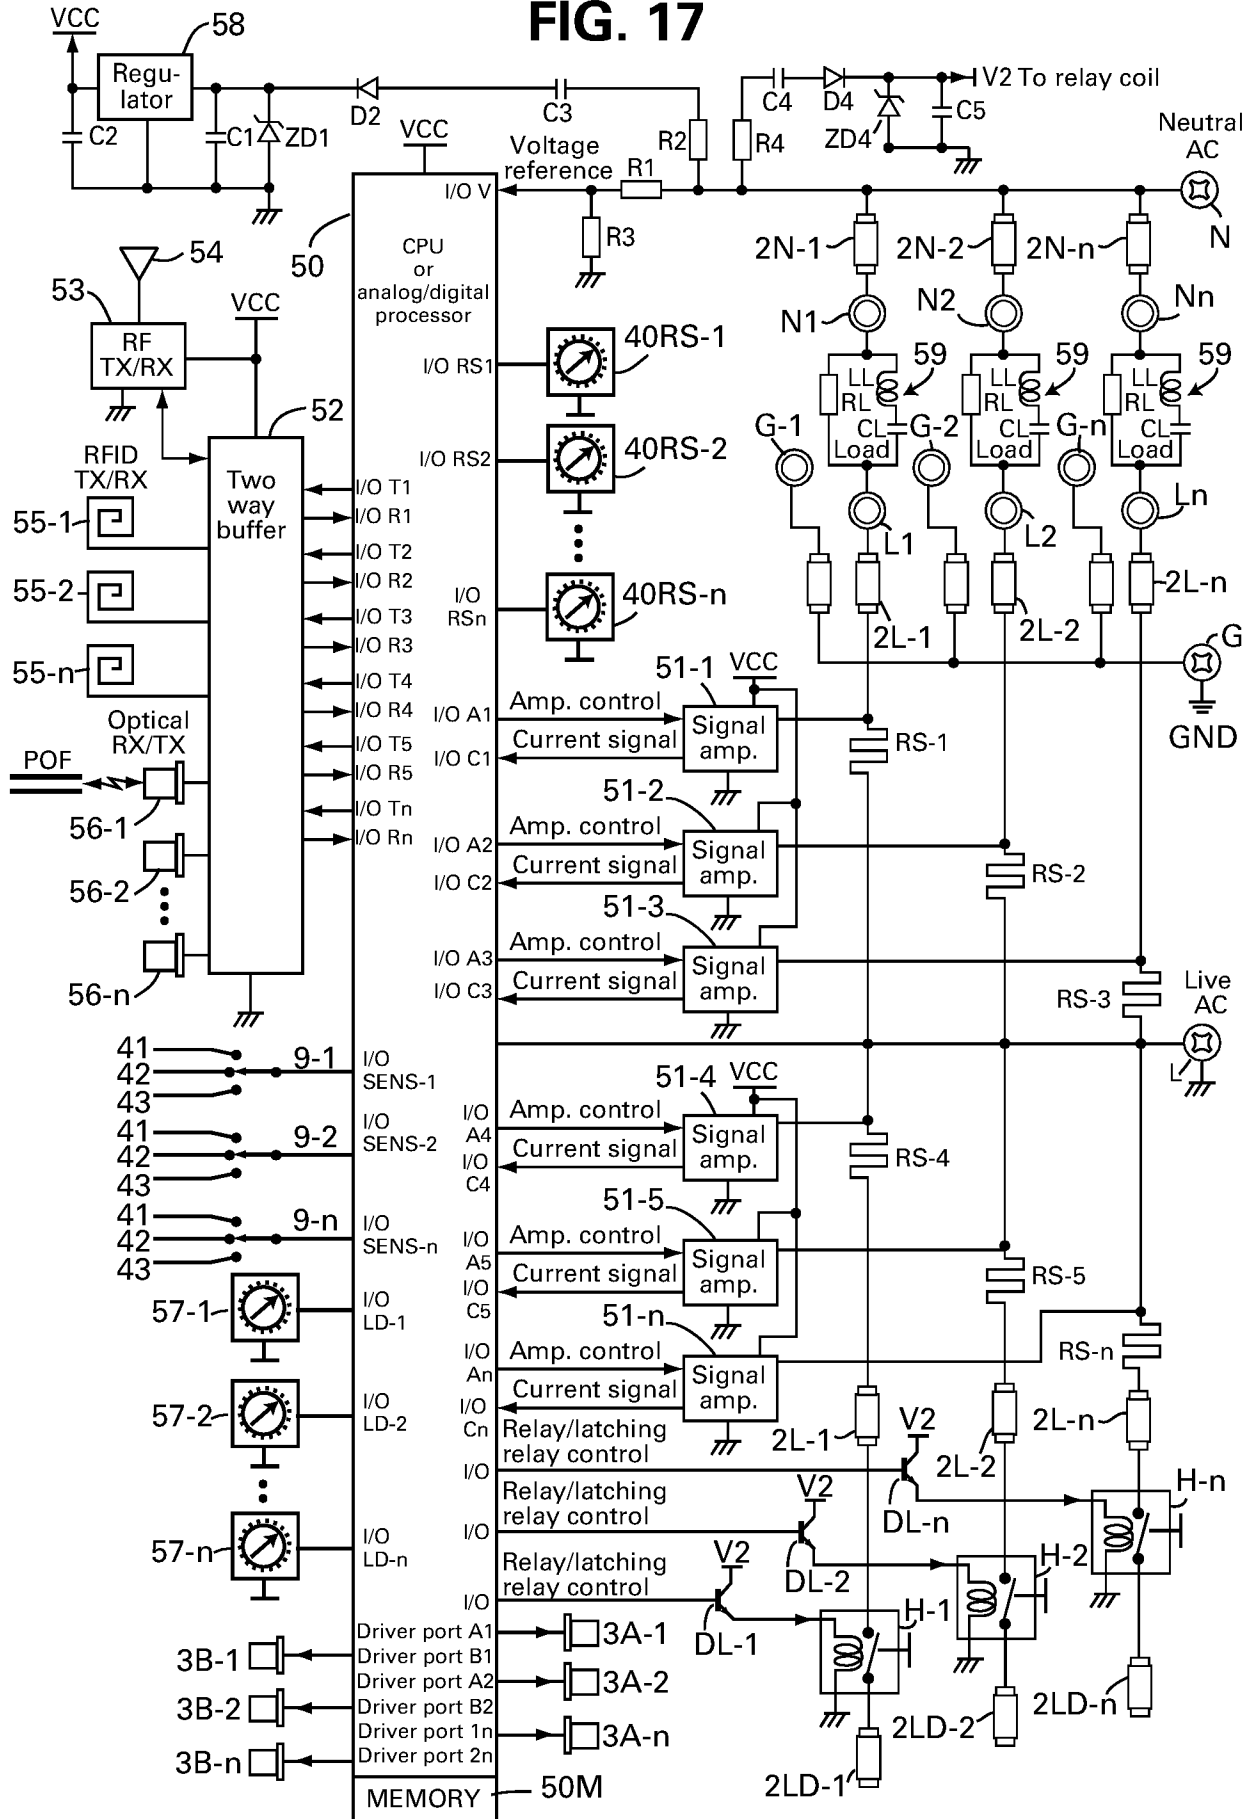 FIG. 17
VCC
58
Regu-
lator
C2
C1
ZD1
D2
C3
VCC
C4
D4
V2 To relay coil
ZD4
C5
R2
R4
Neutral
AC
Voltage
reference
R1
I/O V
R3
N
50
CPU
or
analog/digital
processor
2N-1
2N-2
2N-n
54
53
VCC
RF
TX/RX
N1
N2
Nn
I/O RS1
40RS-1
59
59
59
LL
RL
CL
Load
LL
RL
CL
Load
LL
RL
CL
Load
52
G-1
G-2
G-n
RFID
TX/RX
Two
way
buffer
I/O RS2
40RS-2
I/O T1
I/O R1
I/O T2
I/O R2
I/O T3
I/O R3
I/O T4
I/O R4
I/O T5
I/O R5
I/O Tn
I/O Rn
55-1
55-2
55-n
L1
L2
Ln
I/O
RSn
40RS-n
2L-1
2L-2
2L-n
G
GND
Optical
RX/TX
POF
56-1
56-2
56-n
51-1
VCC
I/O A1
Amp. control
I/O C1
Current signal
Signal
amp.
RS-1
51-2
I/O A2
Amp. control
I/O C2
Current signal
Signal
amp.
RS-2
51-3
I/O A3
Amp. control
I/O C3
Current signal
Signal
amp.
RS-3
Live
AC
L
41
42
43
9-1
I/O
SENS-1
41
42
43
9-2
I/O
SENS-2
41
42
43
9-n
I/O
SENS-n
51-4
VCC
I/O
A4
Amp. control
I/O
C4
Current signal
Signal
amp.
RS-4
51-5
I/O
A5
Amp. control
I/O
C5
Current signal
Signal
amp.
RS-5
51-n
I/O
An
Amp. control
I/O
Cn
Current signal
Signal
amp.
RS-n
57-1
I/O
LD-1
57-2
I/O
LD-2
57-n
I/O
LD-n
2L-1
2L-2
2L-n
Relay/latching
relay control
I/O
V2
DL-n
H-n
Relay/latching
relay control
I/O
V2
DL-2
H-2
Relay/latching
relay control
I/O
V2
DL-1
H-1
Driver port A1
Driver port B1
Driver port A2
Driver port B2
Driver port 1n
Driver port 2n
3A-1
3A-2
3A-n
3B-1
3B-2
3B-n
2LD-1
2LD-2
2LD-n
MEMORY
50M